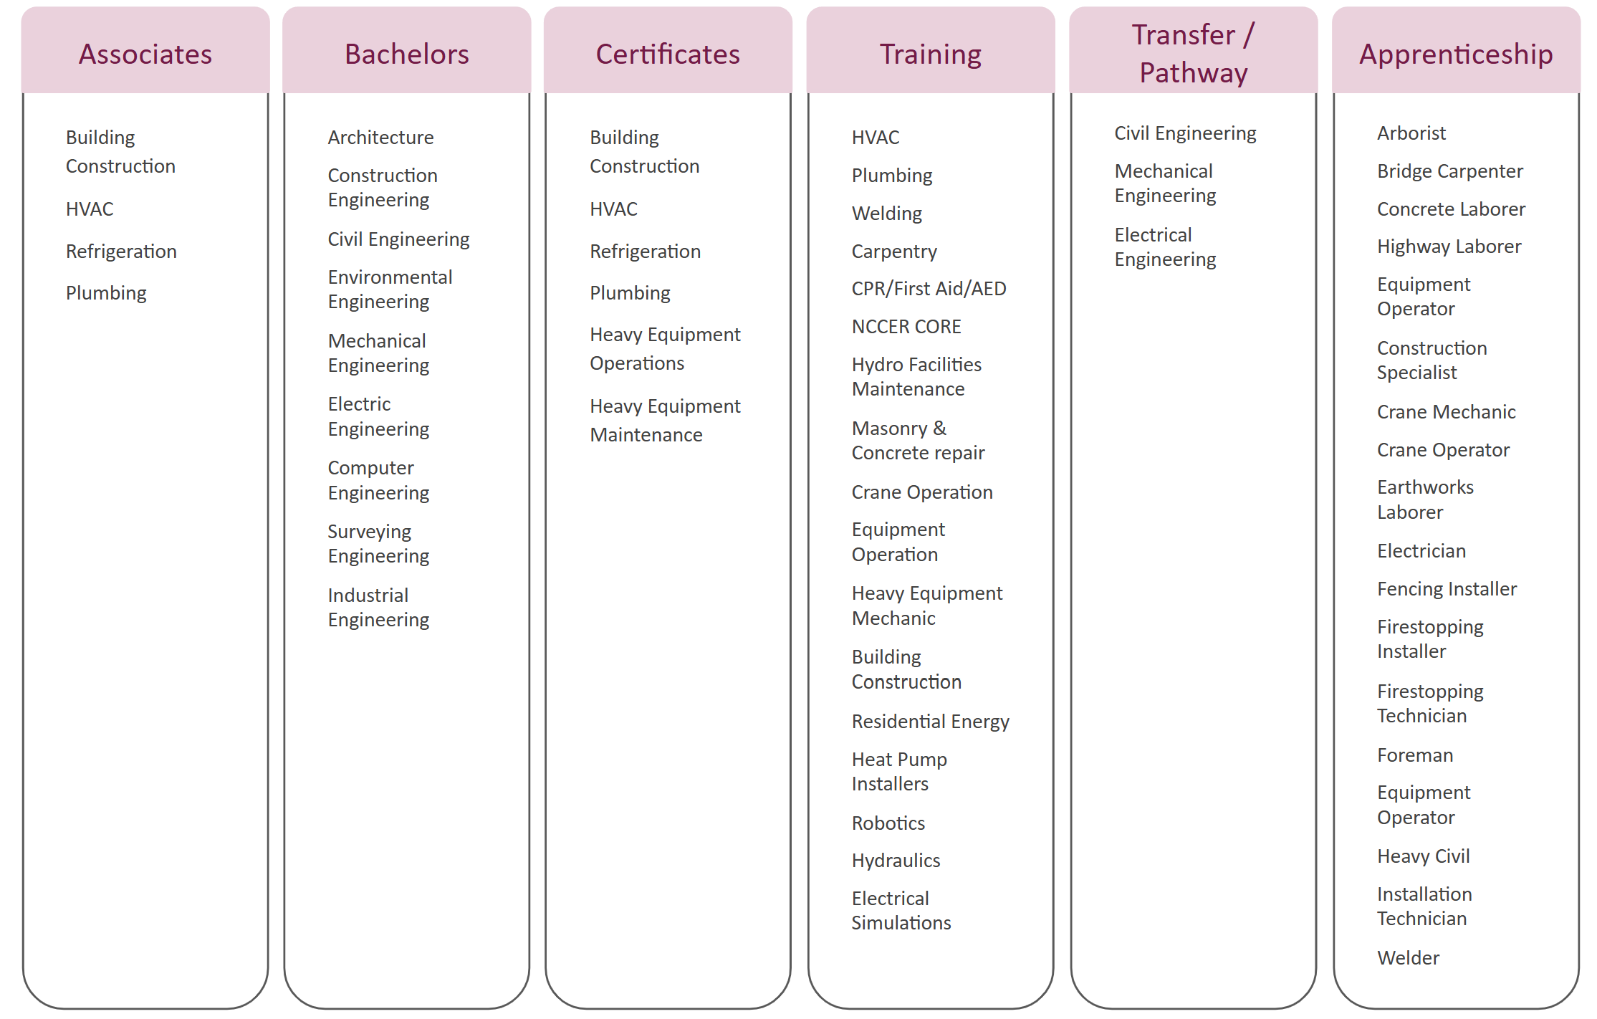 Associates
Building
Construction
HVAC
Refrigeration
Plumbing
Bachelors
Architecture
Construction
Engineering
Civil Engineering
Environmental
Engineering
Mechanical
Engineering
Electric
Engineering
Computer
Engineering
Surveying
Engineering
Industrial
Engineering
Certificates
Building
Construction
HVAC
Refrigeration
Plumbing
Heavy Equipment
Operations
Heavy Equipment
Maintenance
Training
HVAC
Plumbing
Welding
Carpentry
CPR/First Aid/AED
NCCER CORE
Hydro Facilities
Maintenance
Masonry &
Concrete repair
Crane Operation
Equipment
Operation
Heavy Equipment
Mechanic
Building
Construction
Residential Energy
Heat Pump
Installers
Robotics
Hydraulics
Electrical
Simulations
Transfer /
Pathway
Civil Engineering
Mechanical
Engineering
Electrical
Engineering
Apprenticeship
Arborist
Bridge Carpenter
Concrete Laborer
Highway Laborer
Equipment
Operator
Construction
Specialist
Crane Mechanic
Crane Operator
Earthworks
Laborer
Electrician
Fencing Installer
Firestopping
Installer
Firestopping
Technician
Foreman
Equipment
Operator
Heavy Civil
Installation
Technician
Welder